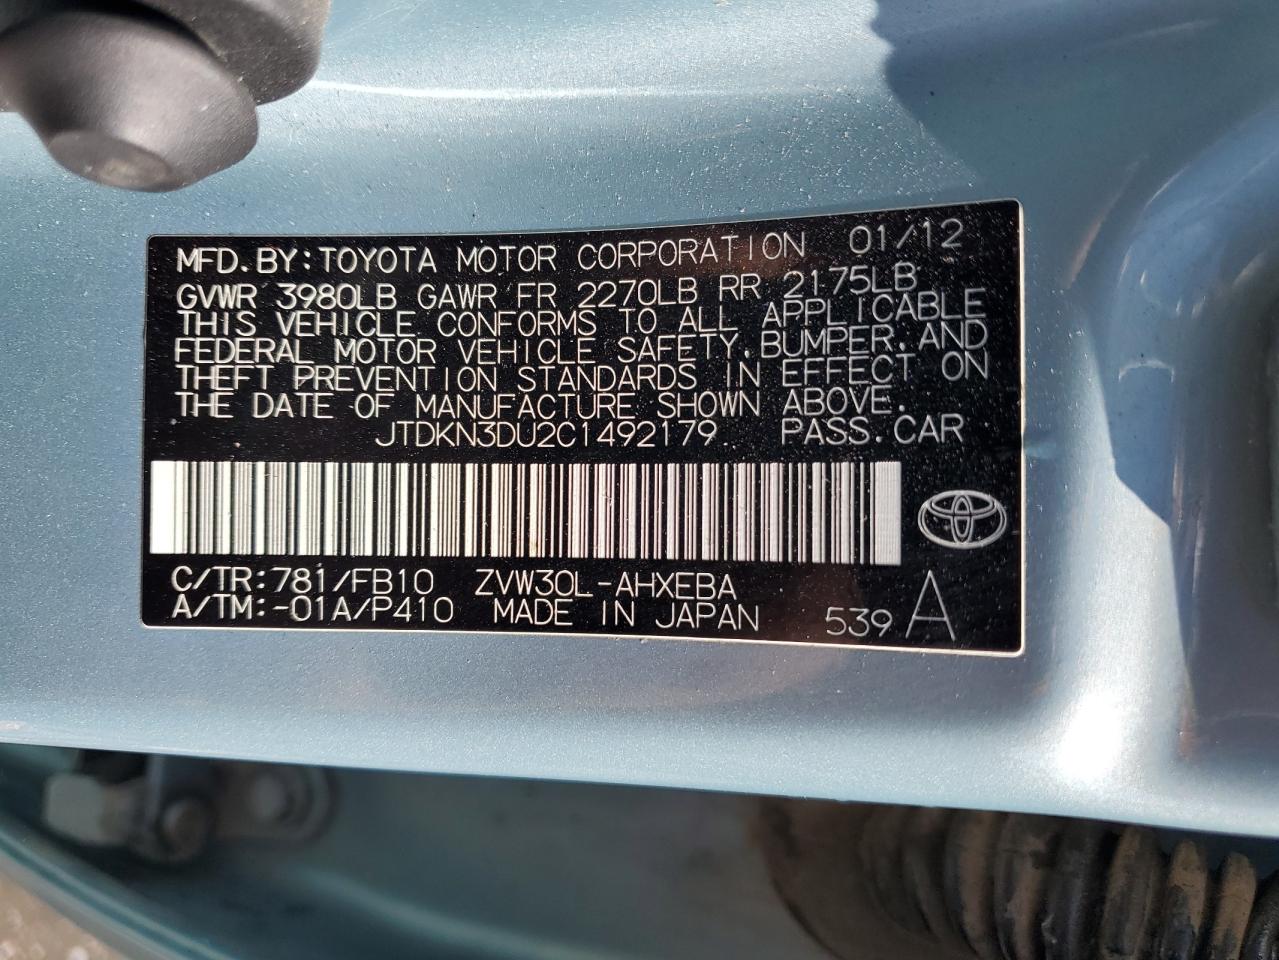 MFD.BY:TOYOTA MOTOR CORPORATION 01/12
GVWR 3980LB GAWR FR 2270LB RR 2175LB
THIS VEHICLE CONFORMS TO ALL APPLICABLE
FEDERAL MOTOR VEHICLE SAFETY,BUMPER,AND
THEFT PREVENTION STANDARDS IN EFFECT ON
THE DATE OF MANUFACTURE SHOWN ABOVE.
JTDKN3DU2C1492179 PASS.CAR
C/TR:781/FB10 ZVW30L-AHXEBA
A/TM:-01A/P410 MADE IN JAPAN 539 A